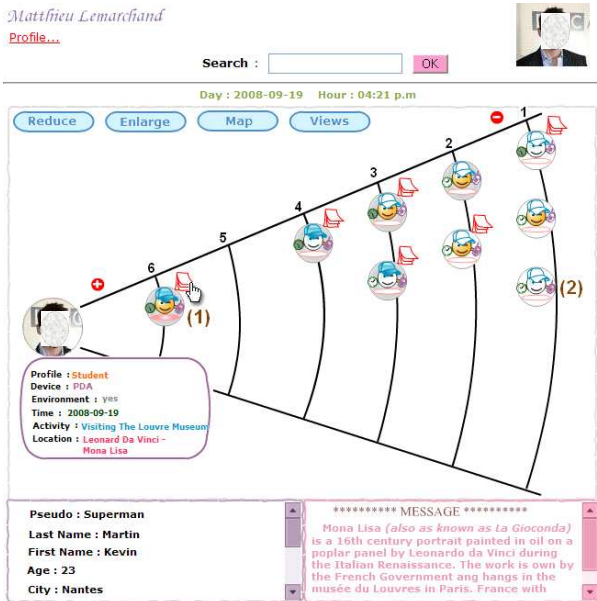 Matthieu Lemarchand
Profile...
Search : OK
Day : 2008-09-19 Hour : 04:21 p.m
Reduce Enlarge Map Views
1
2
3
4
5
6
(1)
(2)
Profile : Student
Device : PDA
Environment : yes
Time : 2008-09-19
Activity : Visiting The Louvre Museum
Location : Leonard Da Vinci -
Mona Lisa
Pseudo : Superman
Last Name : Martin
First Name : Kevin
Age : 23
City : Nantes
********** MESSAGE **********
Mona Lisa (also as known as La Gioconda)
is a 16th century portrait painted in oil on a
poplar panel by Leonardo da Vinci during
the Italian Renaissance. The work is own by
the French Government ang hangs in the
musée du Louvres in Paris. France with